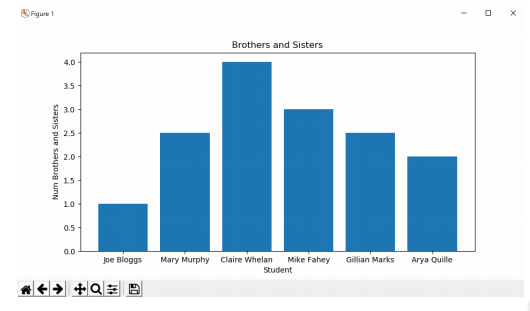 Figure 1
Brothers and Sisters
Num Brothers and Sisters
4.0
3.5
3.0
2.5
2.0
1.5
1.0
0.5
0.0
Joe Bloggs Mary Murphy Claire Whelan Mike Fahey Gillian Marks Arya Quille
Student